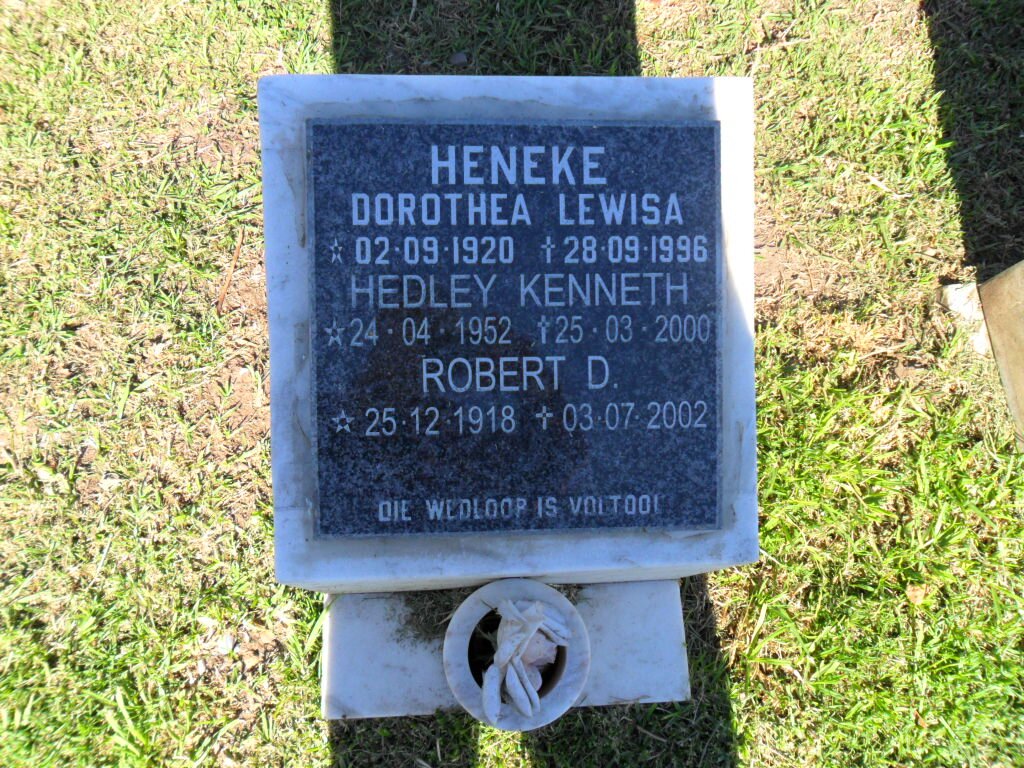 HENEKE
DOROTHEA LEWISA
☆ 02·09·1920 †28·09·1996
HEDLEY KENNETH
☆24·04·1952 †25·03·2000
ROBERT D.
☆ 25·12·1918 †03·07·2002
DIE WEDLOOP IS VOLTOOI